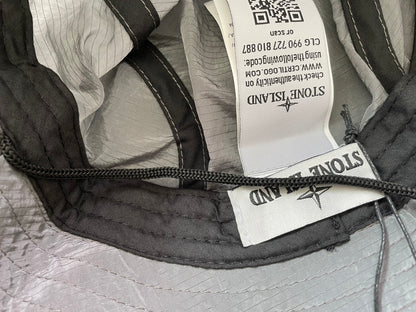 STONE ISLAND
Check the authenticity on
WWW.CERTILOGO.COM
using the following code:
CLG 990 727 810 887
or scan
STONE ISLAND